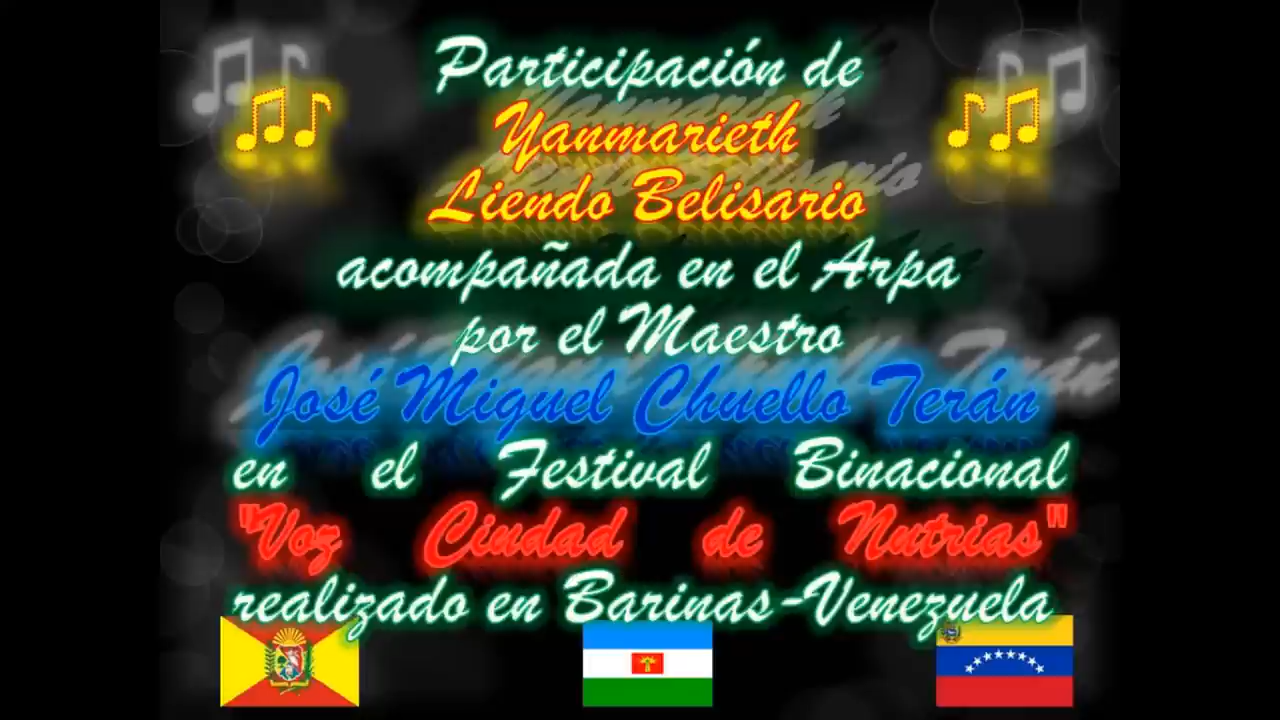 Participación de
Yanmarieth
Liendo Belisario
acompañada en el Arpa
por el Maestro
José Miguel Chuello Terán
en el Festival Binacional
"Voz Ciudad de Nutrias"
realizado en Barinas-Venezuela